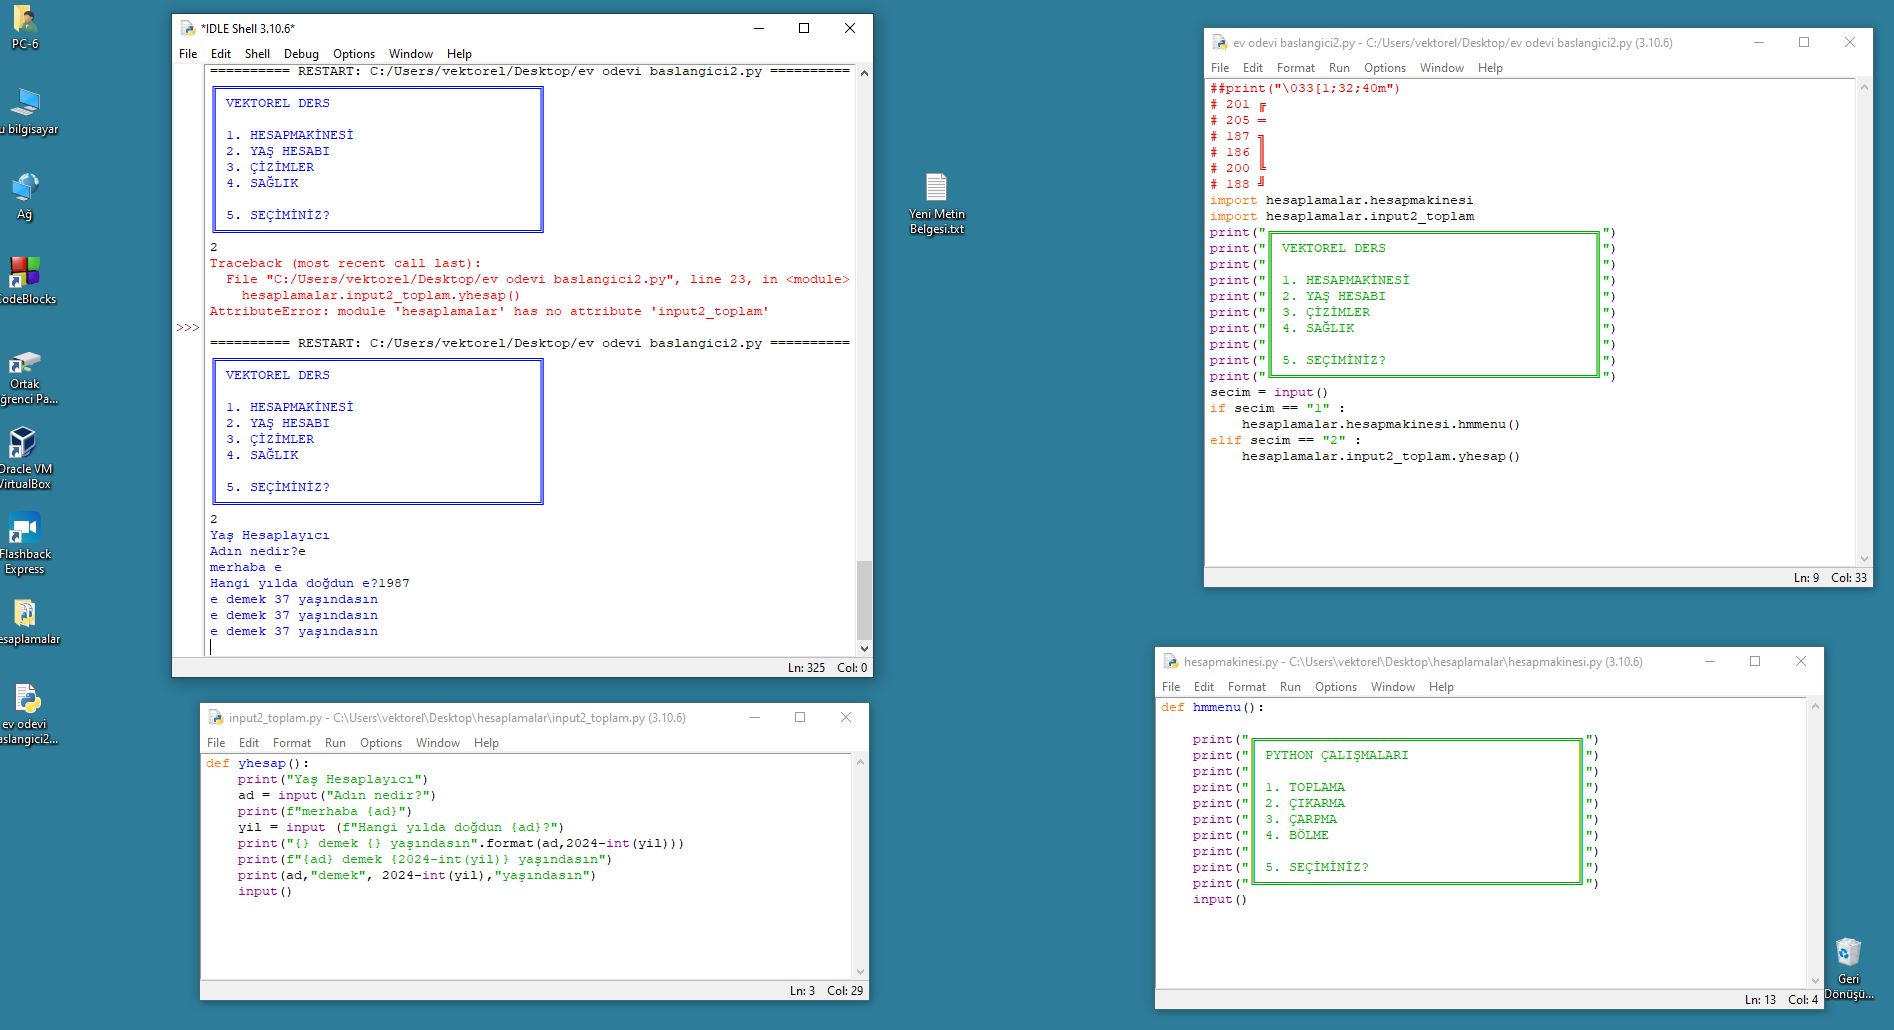 PC-6
u bilgisayar
Ağ
CodeBlocks
Ortak
ğrenci Pa...
Oracle VM
VirtualBox
Flashback
Express
esaplamalar
ev odevi
aslangici2...
*IDLE Shell 3.10.6*
File Edit Shell Debug Options Window Help
========== RESTART: C:/Users/vektorel/Desktop/ev odevi baslangici2.py ==========
VEKTOREL DERS
1. HESAPMAKİNESİ
2. YAŞ HESABI
3. ÇİZİMLER
4. SAĞLIK
5. SEÇİMİNİZ?
2
Traceback (most recent call last):
File "C:/Users/vektorel/Desktop/ev odevi baslangici2.py", line 23, in <module>
hesaplamalar.input2_toplam.yhesap()
AttributeError: module 'hesaplamalar' has no attribute 'input2_toplam'
>>>
========== RESTART: C:/Users/vektorel/Desktop/ev odevi baslangici2.py ==========
VEKTOREL DERS
1. HESAPMAKİNESİ
2. YAŞ HESABI
3. ÇİZİMLER
4. SAĞLIK
5. SEÇİMİNİZ?
2
Yaş Hesaplayıcı
Adın nedir?e
merhaba e
Hangi yılda doğdun e?1987
e demek 37 yaşındasın
e demek 37 yaşındasın
e demek 37 yaşındasın
Ln: 325 Col: 0
input2_toplam.py - C:\Users\vektorel\Desktop\hesaplamalar\input2_toplam.py (3.10.6)
File Edit Format Run Options Window Help
def yhesap():
print("Yaş Hesaplayıcı")
ad = input("Adın nedir?")
print(f"merhaba {ad}")
yil = input (f"Hangi yılda doğdun {ad}?")
print("{} demek {} yaşındasın".format(ad,2024-int(yil)))
print(f"{ad} demek {2024-int(yil)} yaşındasın")
print(ad,"demek", 2024-int(yil),"yaşındasın")
input()
Ln: 3 Col: 29
Yeni Metin
Belgesi.txt
ev odevi baslangici2.py - C:/Users/vektorel/Desktop/ev odevi baslangici2.py (3.10.6)
File Edit Format Run Options Window Help
##print("\033[1;32;40m")
# 201 ╔
# 205 ═
# 187 ╗
# 186 ║
# 200 ╚
# 188 ╝
import hesaplamalar.hesapmakinesi
import hesaplamalar.input2_toplam
print("╔════════════════════════════════════════╗")
print("║ VEKTOREL DERS ║")
print("║ ║")
print("║ 1. HESAPMAKİNESİ ║")
print("║ 2. YAŞ HESABI ║")
print("║ 3. ÇİZİMLER ║")
print("║ 4. SAĞLIK ║")
print("║ ║")
print("║ 5. SEÇİMİNİZ? ║")
print("╚════════════════════════════════════════╝")
secim = input()
if secim == "1" :
hesaplamalar.hesapmakinesi.hmmenu()
elif secim == "2" :
hesaplamalar.input2_toplam.yhesap()
Ln: 9 Col: 33
hesapmakinesi.py - C:\Users\vektorel\Desktop\hesaplamalar\hesapmakinesi.py (3.10.6)
File Edit Format Run Options Window Help
def hmmenu():
print("╔════════════════════════════════════════╗")
print("║ PYTHON ÇALIŞMALARI ║")
print("║ ║")
print("║ 1. TOPLAMA ║")
print("║ 2. ÇIKARMA ║")
print("║ 3. ÇARPMA ║")
print("║ 4. BÖLME ║")
print("║ ║")
print("║ 5. SEÇİMİNİZ? ║")
print("╚════════════════════════════════════════╝")
input()
Ln: 13 Col: 4
Geri
Dönüşü...